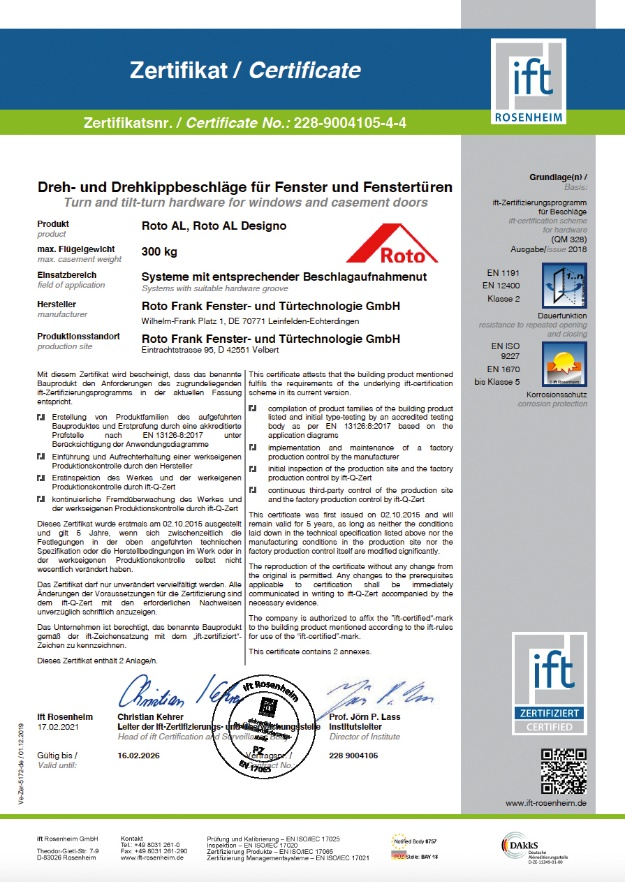 Zertifikat / Certificate
ift
ROSENHEIM
Zertifikatsnr. / Certificate No.: 228-9004105-4-4
Dreh- und Drehkippbeschläge für Fenster und Fenstertüren
Turn and tilt-turn hardware for windows and casement doors
Produkt
product
Roto AL, Roto AL Designo
max. Flügelgewicht
max. casement weight
300 kg
Roto
Einsatzbereich
field of application
Systeme mit entsprechender Beschlagaufnahmenut
Systems with suitable hardware groove
Hersteller
manufacturer
Roto Frank Fenster- und Türtechnologie GmbH
Wilhelm-Frank Platz 1, DE 70771 Leinfelden-Echterdingen
Produktionsstandort
production site
Roto Frank Fenster- und Türtechnologie GmbH
Eintrachtstrasse 95, D 42551 Velbert
Mit diesem Zertifikat wird bescheinigt, dass das benannte
Bauprodukt den Anforderungen des zugrundeliegenden
ift-Zertifizierungsprogramms in der aktuellen Fassung
entspricht.
Erstellung von Produktfamilien des aufgeführten
Bauproduktes und Erstprüfung durch eine akkreditierte
Prüfstelle nach EN 13126-8:2017 unter
Berücksichtigung der Anwendungsdiagramme
Einführung und Aufrechterhaltung einer werkseigenen
Produktionskontrolle durch den Hersteller
Erstinspektion des Werkes und der werkeigenen
Produktionskontrolle durch ift-Q-Zert
kontinuierliche Fremdüberwachung des Werkes und
der werkseigenen Produktionskontrolle durch ift-Q-Zert
Dieses Zertifikat wurde erstmals am 02.10.2015 ausgestellt
und gilt 5 Jahre, wenn sich zwischenzeitlich die
Festlegungen in der oben angeführten technischen
Spezifikation oder die Herstellbedingungen im Werk oder in
der werkseigenen Produktionskontrolle selbst nicht
wesentlich verändert haben.
Das Zertifikat darf nur unverändert vervielfältigt werden. Alle
Änderungen der Voraussetzungen für die Zertifizierung sind
dem ift-Q-Zert mit den erforderlichen Nachweisen
unverzüglich schriftlich anzuzeigen.
Das Unternehmen ist berechtigt, das benannte Bauprodukt
gemäß der ift-Zeichensatzung mit dem „ift-zertifiziert"-
Zeichen zu kennzeichnen.
Dieses Zertifikat enthält 2 Anlage/n.
This certificate attests that the building product mentioned
fulfils the requirements of the underlying ift-certification
scheme in its current version.
compilation of product families of the building product
listed and initial type-testing by an accredited testing
body as per EN 13126-8:2017 based on the
application diagrams
implementation and maintenance of a factory
production control by the manufacturer
initial inspection of the production site and the factory
production control by ift-Q-Zert
continuous third-party control of the production site
and the factory production control by ift-Q-Zert
This certificate was first issued on 02.10.2015 and will
remain valid for 5 years, as long as neither the conditions
laid down in the technical specification listed above nor the
manufacturing conditions in the production site nor the
factory production control itself are modified significantly.
The reproduction of the certificate without any change from
the original is permitted. Any changes to the prerequisites
applicable to certification shall be immediately
communicated in writing to ift-Q-Zert accompanied by the
necessary evidence.
The company is authorized to affix the "ift-certified"-mark
to the building product mentioned according to the ift-rules
for use of the "ift-certified"-mark.
This certificate contains 2 annexes.
Grundlage(n) /
Basis:
ift-Zertifizierungsprogramm
für Beschläge
ift-certification scheme
for hardware
(QM 328)
Ausgabe/issue 2018
EN 1191
EN 12400
Klasse 2
1...n
Dauerfunktion
resistance to repeated opening
and closing
EN ISO
9227
EN 1670
bis Klasse 5
ift Rosenheim
Korrosionsschutz
corrosion protection
ift Rosenheim
17.02.2021
Christian Kehrer
Leiter der ift-Zertifizierungs- und Überwachungsstelle
Head of ift Certification and Surveillance
Prof. Jörn P. Lass
Institutsleiter
Director of Institute
ift Rosenheim
PZ
EN 17065
Gültig bis /
Valid until:
16.02.2026
Vertragsnr. /
Contract No.:
228 9004106
ift
ZERTIFIZIERT
CERTIFIED
www.ift-rosenheim.de
Ve-Zer-5172-de / 01.12.2019
ift Rosenheim GmbH
Theodor-Gietl-Str. 7-9
D-83026 Rosenheim
Kontakt
Tel.: +49 8031 261-0
Fax: +49 8031 261-290
www.ift-rosenheim.de
Prüfung und Kalibrierung – EN ISO/IEC 17025
Inspektion – EN ISO/IEC 17020
Zertifizierung Produkte – EN ISO/IEC 17065
Zertifizierung Managementsysteme – EN ISO/IEC 17021
Notified Body 0757
PÜZ-Stelle: BAY 18
DAkkS
Deutsche
Akkreditierungsstelle
D-ZE-11349-01-00